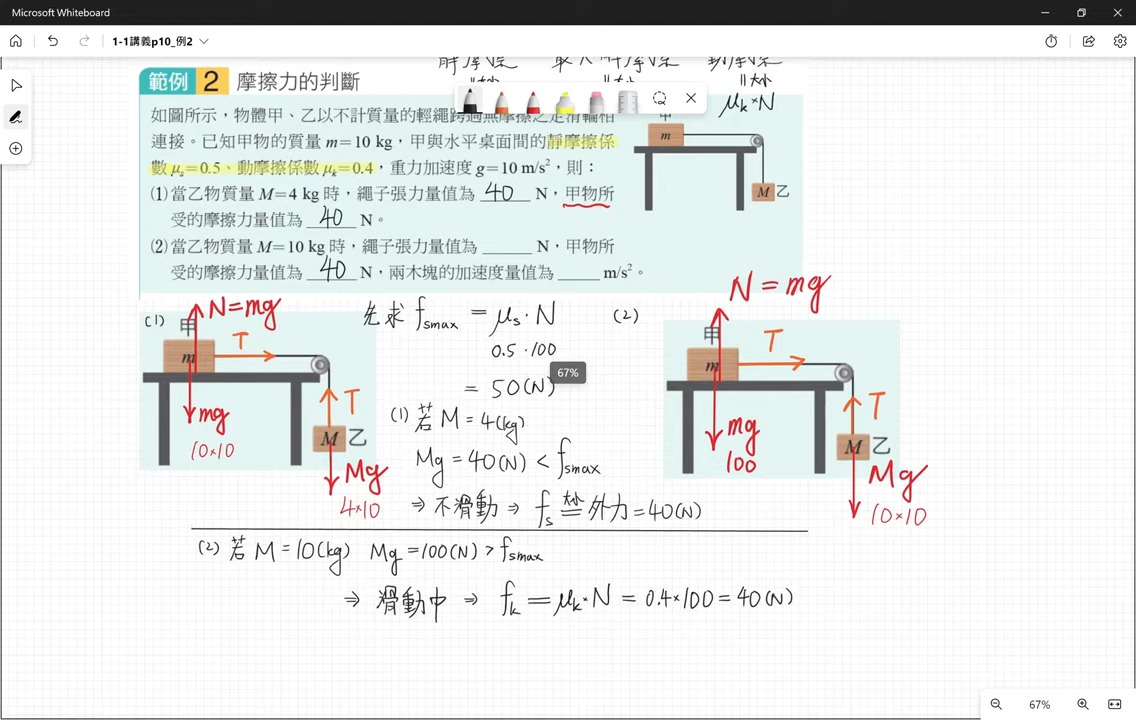 Microsoft Whiteboard
1-1講義p10_例2
μk×N
範例 2 摩擦力的判斷
如圖所示，物體甲、乙以不計質量的輕繩跨過無摩擦之定滑輪相
連接。已知甲物的質量 m=10 kg，甲與水平桌面間的靜摩擦係
數 μs=0.5、動摩擦係數 μk=0.4，重力加速度 g=10 m/s²，則：
(1)當乙物質量 M=4 kg 時，繩子張力量值為 40 N，甲物所
受的摩擦力量值為 40 N。
(2)當乙物質量 M=10 kg 時，繩子張力量值為 ______ N，甲物所
受的摩擦力量值為 40 N，兩木塊的加速度量值為 _____ m/s²。
甲
m
M 乙
(1)
N=mg
甲
T
m
mg
10×10
T
M 乙
Mg
4×10
先求 fsmax = μs·N
0.5·100
= 50(N)
67%
(1) 若 M=4(kg)
Mg=40(N) < fsmax
⇒ 不滑動 ⇒ fs 大小= 外力=40(N)
(2)
N=mg
甲
T
m
mg
100
T
M 乙
Mg
10×10
(2) 若 M=10(kg) Mg=100(N) > fsmax
⇒ 滑動中 ⇒ fk = μk×N = 0.4×100 = 40(N)
67%